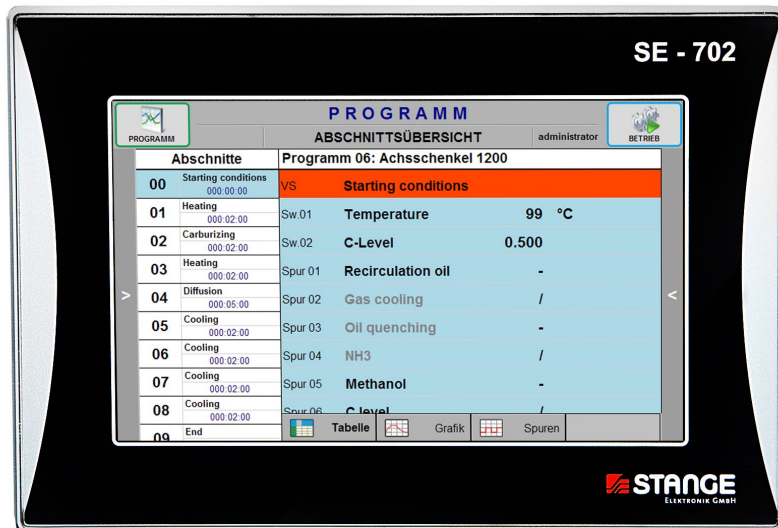 SE - 702
PROGRAMM
PROGRAMM
ABSCHNITTSÜBERSICHT
administrator
BETRIEB
Abschnitte
Programm 06: Achsschenkel 1200
00 Starting conditions
000:00:00
VS Starting conditions
01 Heating
000:02:00
Sw.01 Temperature 99 °C
02 Carburizing
000:02:00
Sw.02 C-Level 0.500
03 Heating
000:02:00
Spur 01 Recirculation oil -
04 Diffusion
000:05:00
Spur 02 Gas cooling /
05 Cooling
000:02:00
Spur 03 Oil quenching -
06 Cooling
000:02:00
Spur 04 NH3 /
07 Cooling
000:02:00
Spur 05 Methanol -
08 Cooling
000:02:00
Spur 06 C level /
09 End
> <
Tabelle Grafik Spuren
STANGE
ELEKTRONIK GMBH